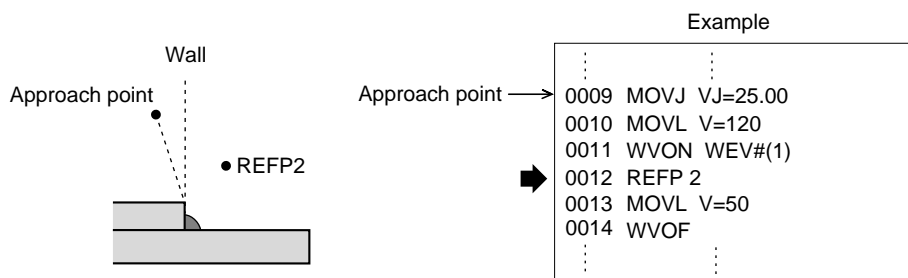 Example
Wall
Approach point
REFP2
Approach point
0009 MOVJ VJ=25.00
0010 MOVL V=120
0011 WVON WEV#(1)
0012 REFP 2
0013 MOVL V=50
0014 WVOF